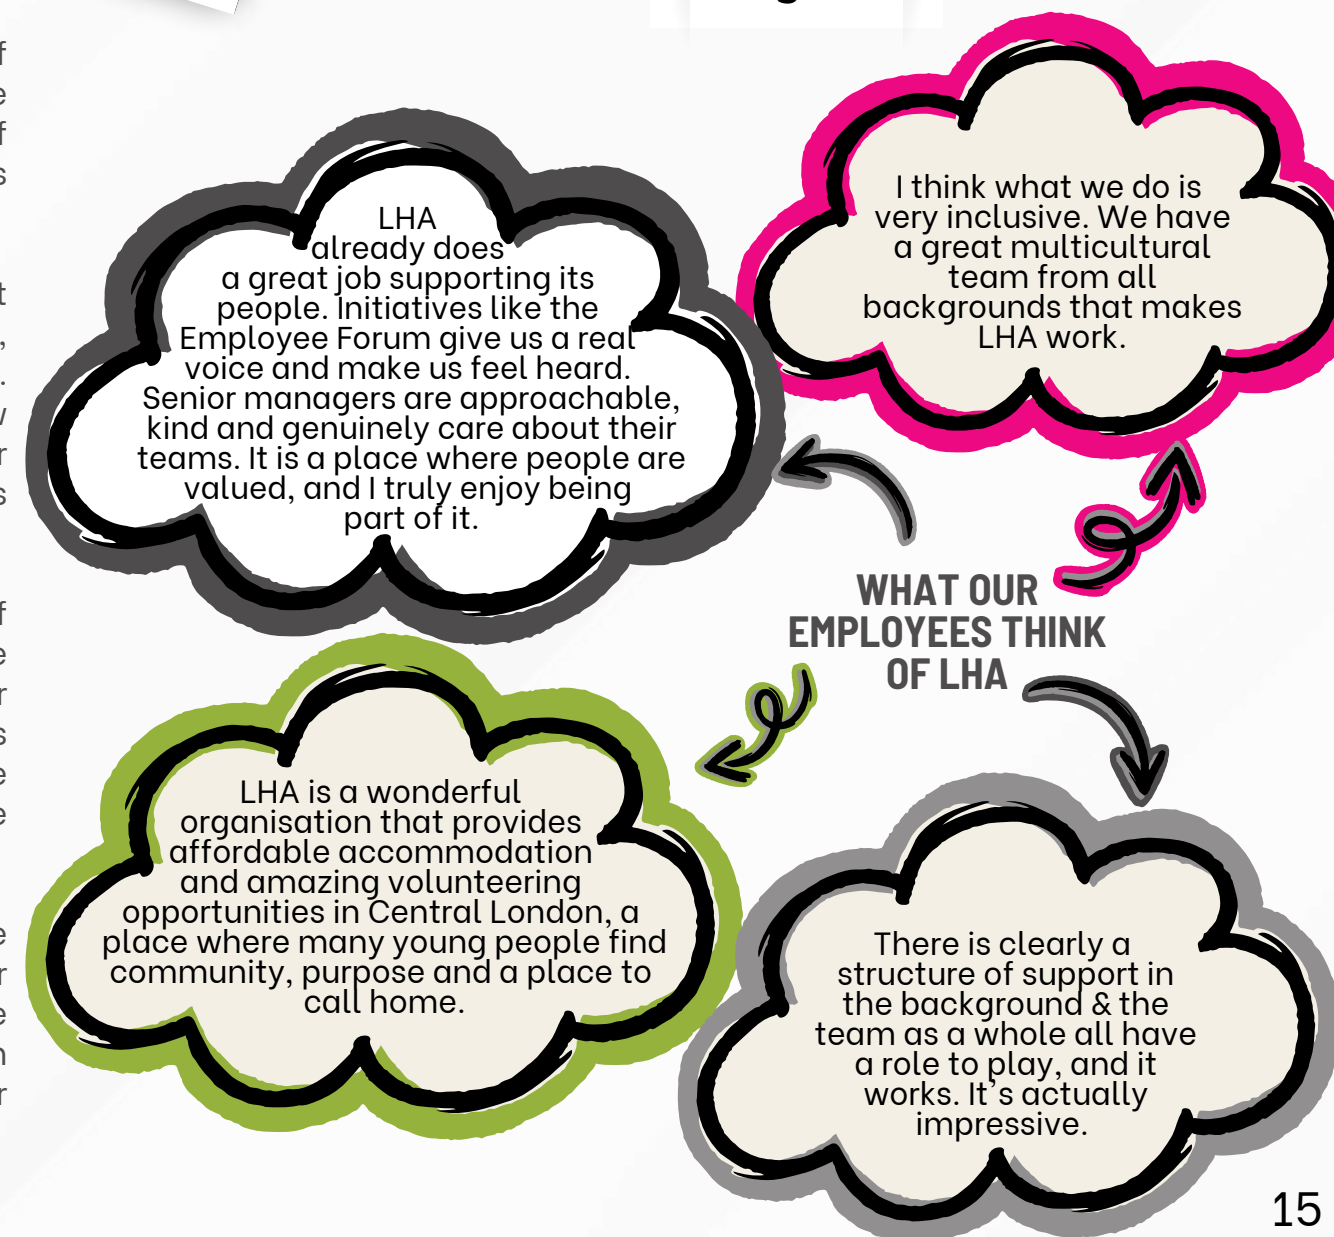 LHA
already does
a great job supporting its
people. Initiatives like the
Employee Forum give us a real
voice and make us feel heard.
Senior managers are approachable,
kind and genuinely care about their
teams. It is a place where people are
valued, and I truly enjoy being
part of it.
I think what we do is
very inclusive. We have
a great multicultural
team from all
backgrounds that makes
LHA work.
WHAT OUR
EMPLOYEES THINK
OF LHA
LHA is a wonderful
organisation that provides
affordable accommodation
and amazing volunteering
opportunities in Central London, a
place where many young people find
community, purpose and a place to
call home.
There is clearly a
structure of support in
the background & the
team as a whole all have
a role to play, and it
works. It's actually
impressive.
15